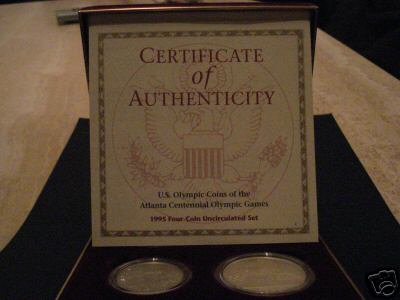 CERTIFICATE
of
AUTHENTICITY
U.S. Olympic Coins of the
Atlanta Centennial Olympic Games
1995 Four-Coin Uncirculated Set